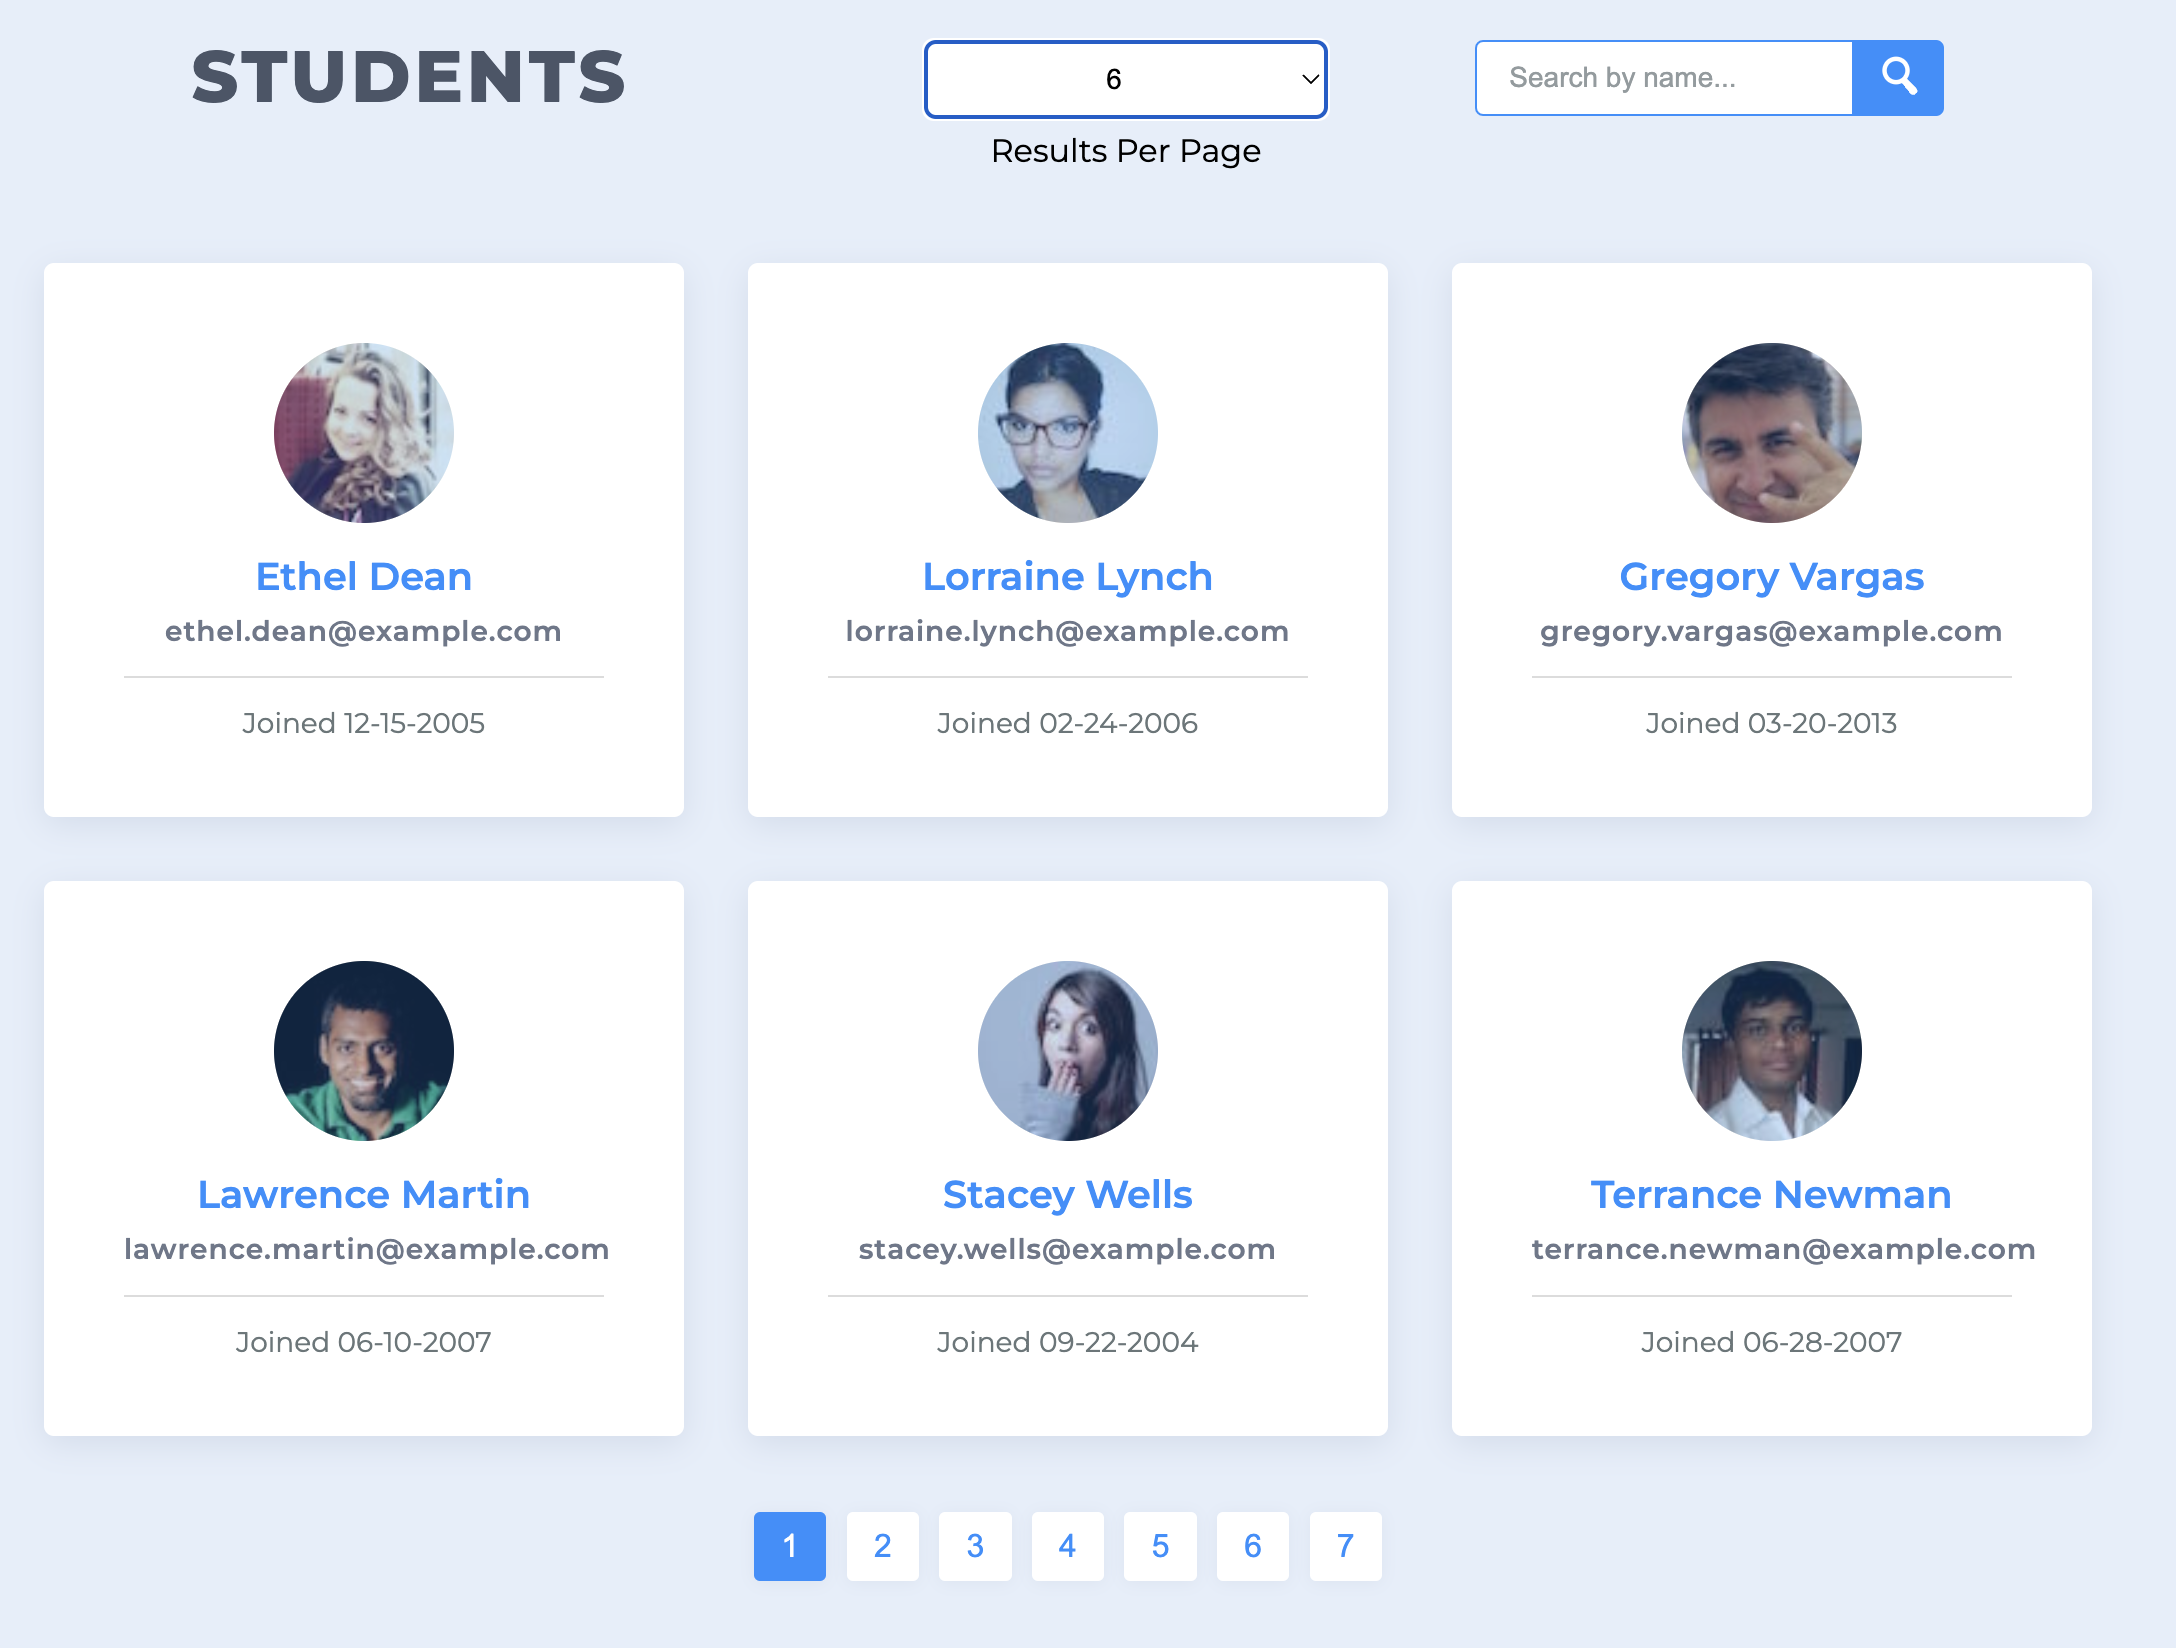 STUDENTS
6
Search by name...
Results Per Page
Ethel Dean
ethel.dean@example.com
Joined 12-15-2005
Lorraine Lynch
lorraine.lynch@example.com
Joined 02-24-2006
Gregory Vargas
gregory.vargas@example.com
Joined 03-20-2013
Lawrence Martin
lawrence.martin@example.com
Joined 06-10-2007
Stacey Wells
stacey.wells@example.com
Joined 09-22-2004
Terrance Newman
terrance.newman@example.com
Joined 06-28-2007
1 2 3 4 5 6 7